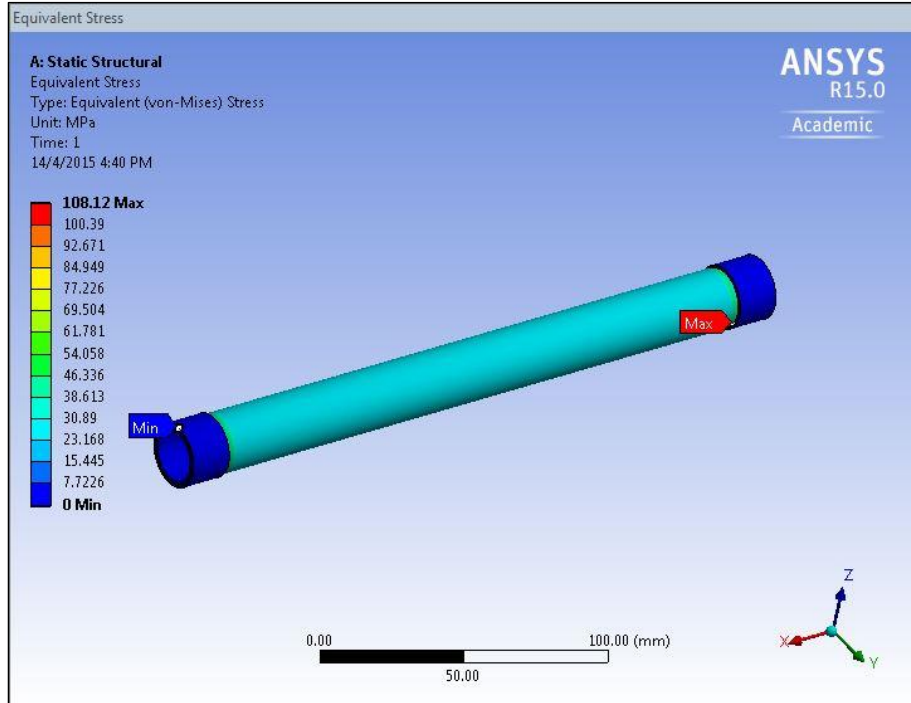 Equivalent Stress
A: Static Structural
Equivalent Stress
Type: Equivalent (von-Mises) Stress
Unit: MPa
Time: 1
14/4/2015 4:40 PM
ANSYS
R15.0
Academic
108.12 Max
100.39
92.671
84.949
77.226
69.504
61.781
54.058
46.336
38.613
30.89
23.168
15.445
7.7226
0 Min
Max
Min
0.00
100.00 (mm)
50.00
Z
X
Y